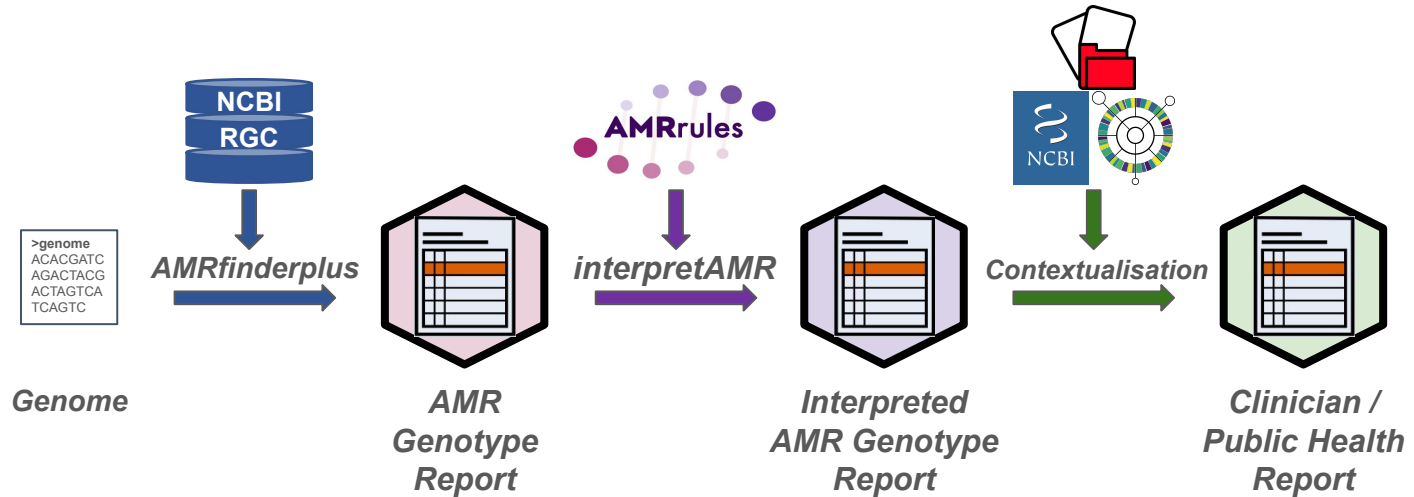 NCBI
RGC
AMRrules
NCBI
>genome
ACACGATC
AGACTACG
ACTAGTCA
TCAGTC
AMRfinderplus
interpretAMR
Contextualisation
Genome
AMR
Genotype
Report
Interpreted
AMR Genotype
Report
Clinician /
Public Health
Report